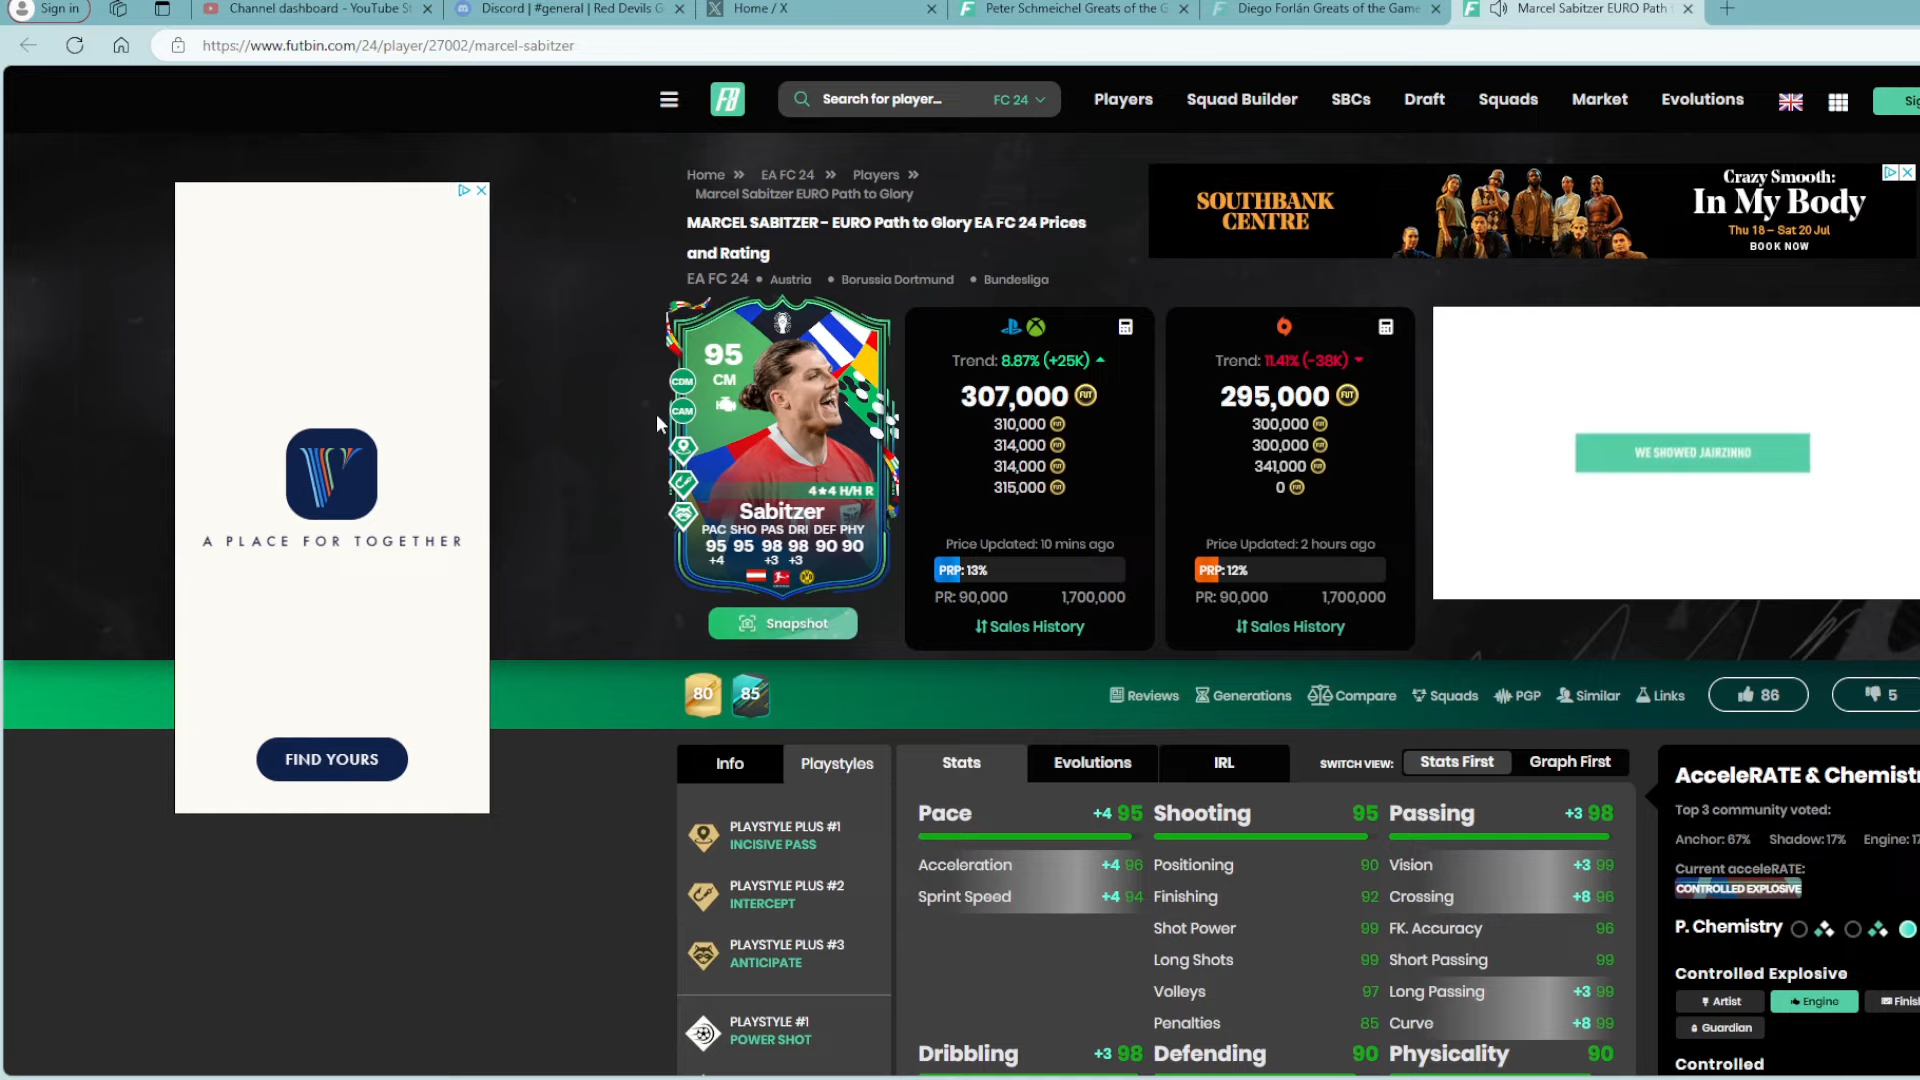 Sign in
Channel dashboard - YouTube St
Discord | #general | Red Devils G
Home / X
Peter Schmeichel Greats of the G
Diego Forlán Greats of the Game
Marcel Sabitzer EURO Path
https://www.futbin.com/24/player/27002/marcel-sabitzer
FB
Search for player...
FC 24
Players
Squad Builder
SBCs
Draft
Squads
Market
Evolutions
Home » EA FC 24 » Players »
Marcel Sabitzer EURO Path to Glory
MARCEL SABITZER - EURO Path to Glory EA FC 24 Prices
and Rating
EA FC 24 • Austria • Borussia Dortmund • Bundesliga
SOUTHBANK
CENTRE
Crazy Smooth:
In My Body
Thu 18 – Sat 20 Jul
BOOK NOW
95
CM
CDM
CAM
4★4 H/H R
Sabitzer
PAC SHO PAS DRI DEF PHY
95 95 98 98 90 90
+4 +3 +3
Snapshot
Trend: 8.87% (+25K)
307,000
310,000
314,000
314,000
315,000
Price Updated: 10 mins ago
PRP: 13%
PR: 90,000 1,700,000
Sales History
Trend: 11.41% (-38K)
295,000
300,000
300,000
341,000
0
Price Updated: 2 hours ago
PRP: 12%
PR: 90,000 1,700,000
Sales History
WE SHOWED JAIRZINHO
A PLACE FOR TOGETHER
FIND YOURS
80
85
Reviews
Generations
Compare
Squads
PGP
Similar
Links
86
5
Info
Playstyles
Stats
Evolutions
IRL
SWITCH VIEW:
Stats First
Graph First
PLAYSTYLE PLUS #1
INCISIVE PASS
PLAYSTYLE PLUS #2
INTERCEPT
PLAYSTYLE PLUS #3
ANTICIPATE
PLAYSTYLE #1
POWER SHOT
Pace +4 95
Acceleration +4 96
Sprint Speed +4 94
Shooting 95
Positioning 90
Finishing 92
Shot Power 99
Long Shots 99
Volleys 97
Penalties 85
Passing +3 98
Vision +3 99
Crossing +8 96
FK. Accuracy 96
Short Passing 99
Long Passing +3 99
Curve +8 99
Dribbling +3 98
Defending 90
Physicality 90
AcceleRATE & Chemist
Top 3 community voted:
Anchor: 67% Shadow: 17% Engine: 17
Current acceleRATE:
CONTROLLED EXPLOSIVE
P. Chemistry
Controlled Explosive
Artist
Engine
Finis
Guardian
Controlled